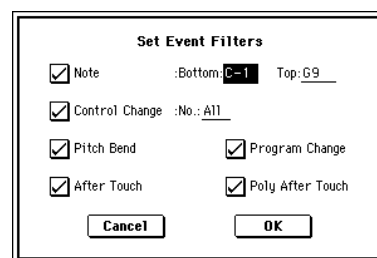 Set Event Filters
Note :Bottom: C-1 Top: G9
Control Change :No.: All
Pitch Bend Program Change
After Touch Poly After Touch
Cancel OK